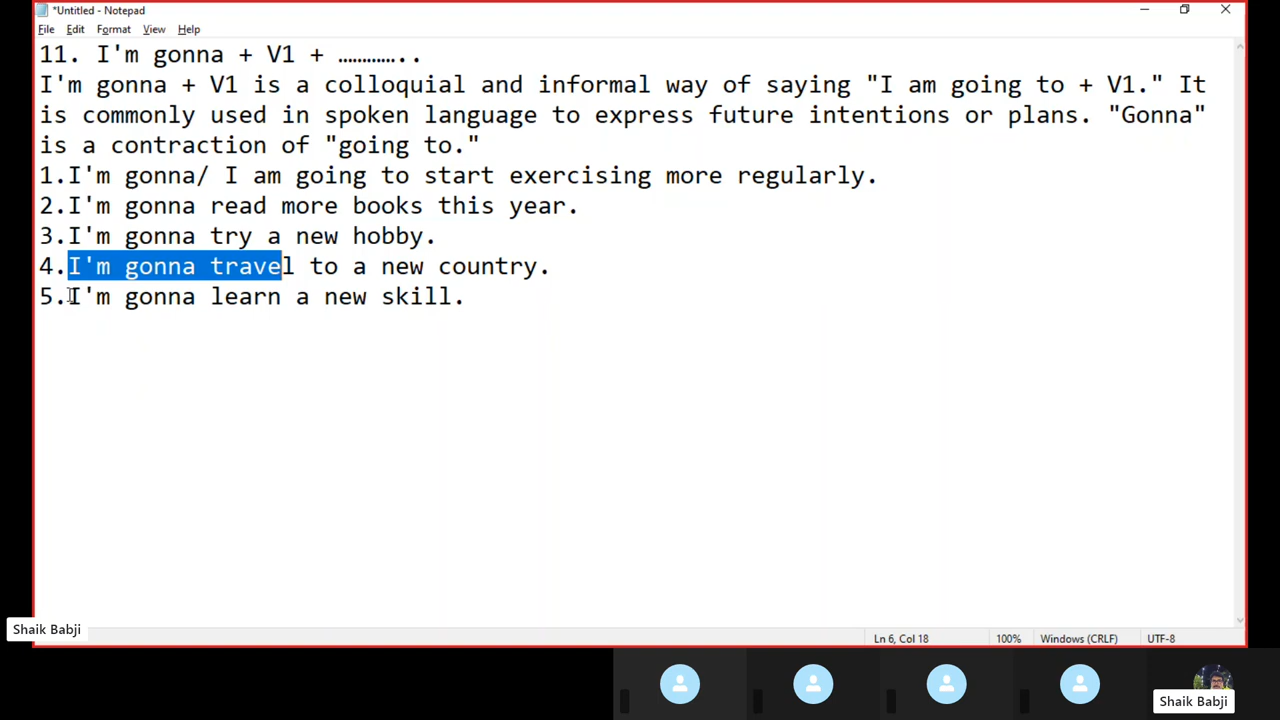 *Untitled - Notepad
File Edit Format View Help
11. I'm gonna + V1 + …………..
I'm gonna + V1 is a colloquial and informal way of saying "I am going to + V1." It
is commonly used in spoken language to express future intentions or plans. "Gonna"
is a contraction of "going to."
1.I'm gonna/ I am going to start exercising more regularly.
2.I'm gonna read more books this year.
3.I'm gonna try a new hobby.
4.I'm gonna travel to a new country.
5.I'm gonna learn a new skill.
Shaik Babji
Ln 6, Col 18 100% Windows (CRLF) UTF-8
Shaik Babji